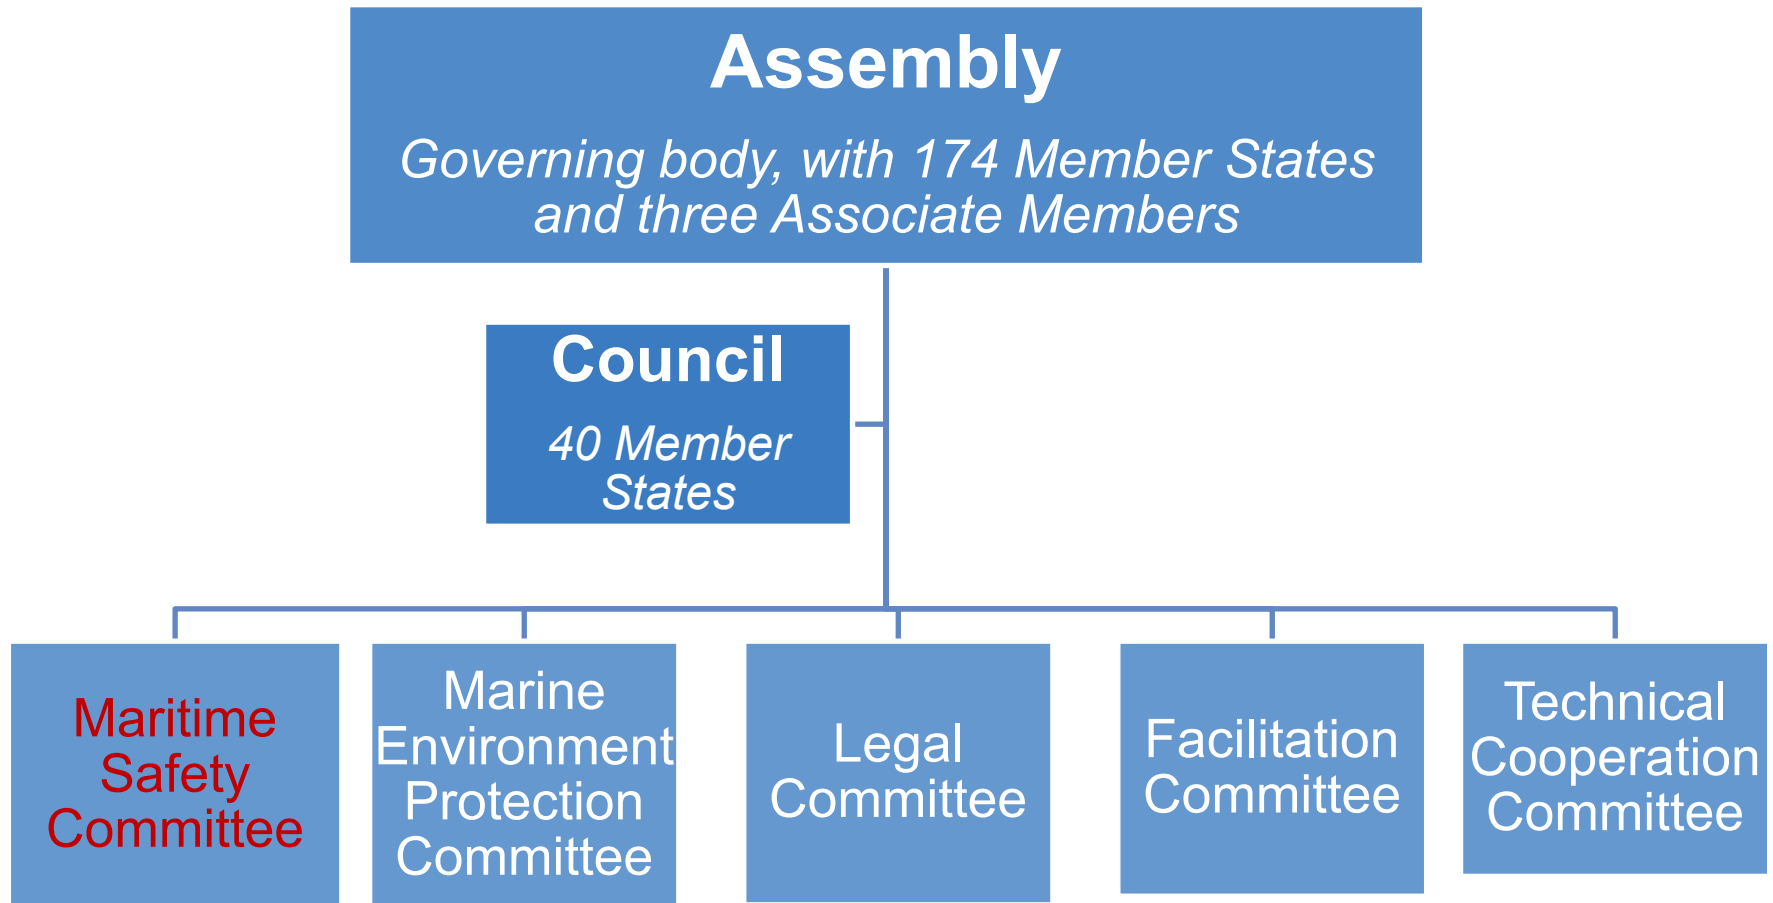 Assembly
Governing body, with 174 Member States
and three Associate Members
Council
40 Member
States
Maritime
Safety
Committee
Marine
Environment
Protection
Committee
Legal
Committee
Facilitation
Committee
Technical
Cooperation
Committee